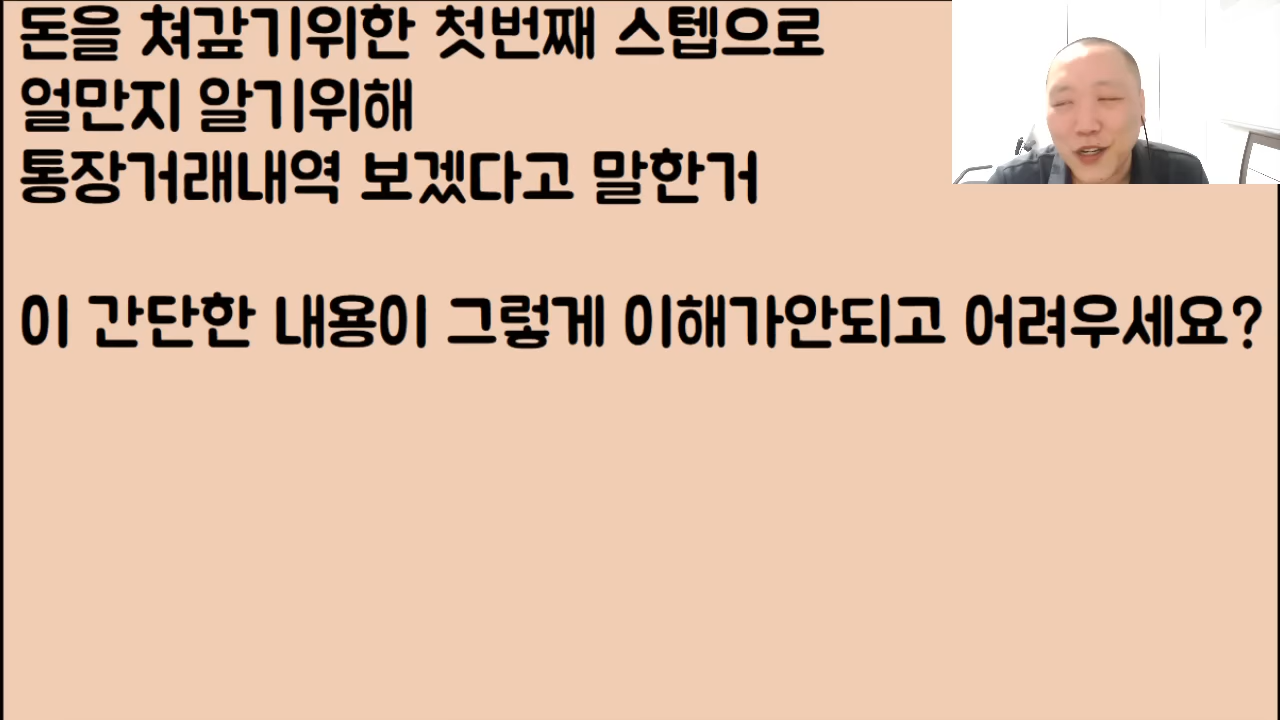 돈을 쳐갚기위한 첫번째 스텝으로
얼만지 알기위해
통장거래내역 보겠다고 말한거
이 간단한 내용이 그렇게 이해가안되고 어려우세요?